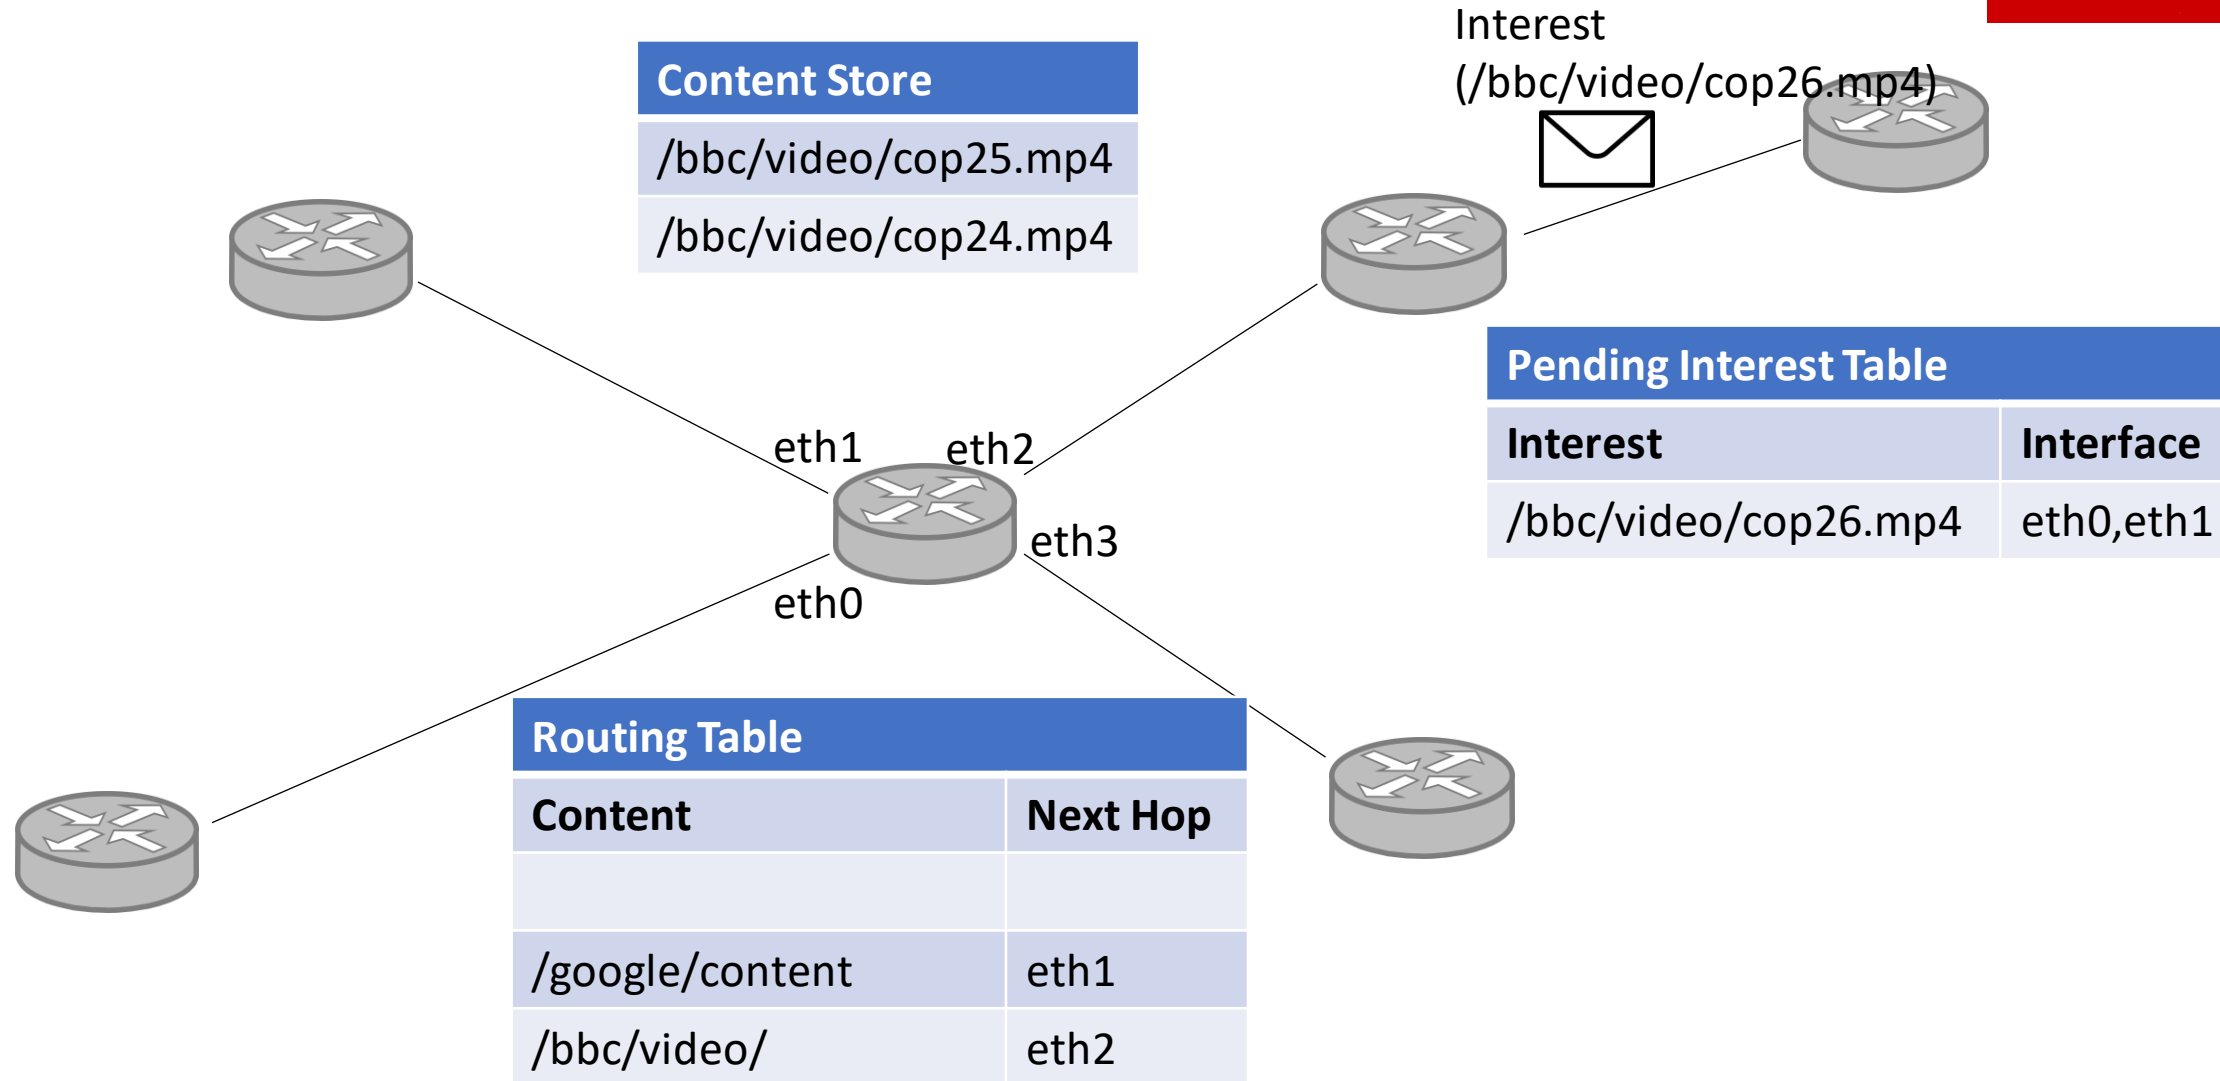 Interest
(/bbc/video/cop26.mp4)
Content Store
/bbc/video/cop25.mp4
/bbc/video/cop24.mp4
Pending Interest Table
Interest Interface
/bbc/video/cop26.mp4 eth0,eth1
eth1 eth2
eth3
eth0
Routing Table
Content Next Hop
/google/content eth1
/bbc/video/ eth2